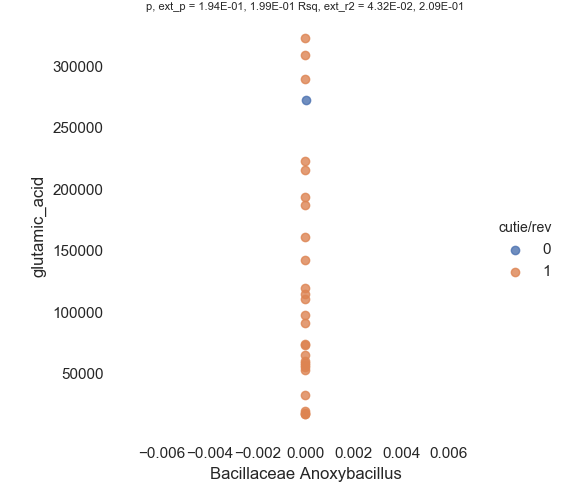 p, ext_p = 1.94E-01, 1.99E-01 Rsq, ext_r2 = 4.32E-02, 2.09E-01
300000
250000
200000
150000
100000
50000
glutamic_acid
cutie/rev
0
1
−0.006 −0.004 −0.002 0.000 0.002 0.004 0.006
Bacillaceae Anoxybacillus